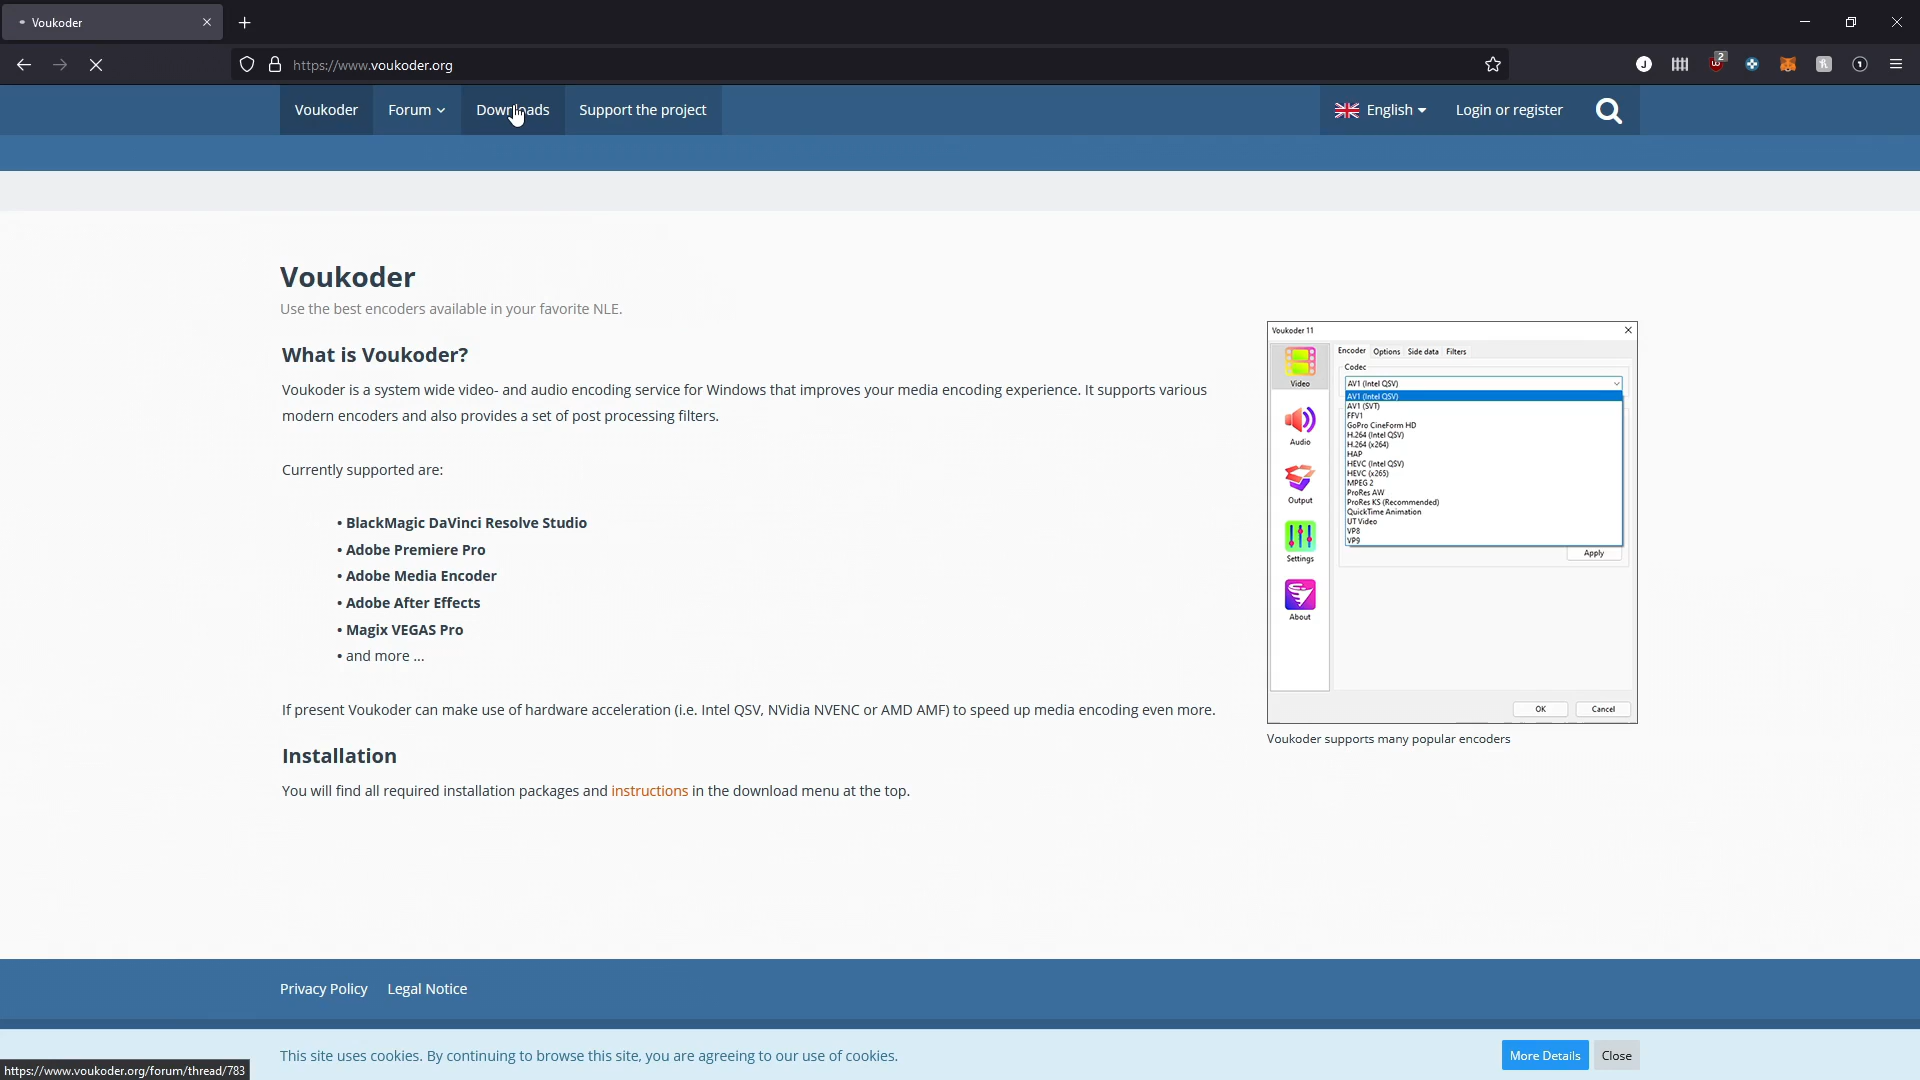 Voukoder
https://www.voukoder.org
2
Voukoder
Forum
Downloads
Support the project
English
Login or register
Voukoder
Use the best encoders available in your favorite NLE.
What is Voukoder?
Voukoder is a system wide video- and audio encoding service for Windows that improves your media encoding experience. It supports various
modern encoders and also provides a set of post processing filters.
Currently supported are:
• BlackMagic DaVinci Resolve Studio
• Adobe Premiere Pro
• Adobe Media Encoder
• Adobe After Effects
• Magix VEGAS Pro
• and more ...
If present Voukoder can make use of hardware acceleration (i.e. Intel QSV, NVidia NVENC or AMD AMF) to speed up media encoding even more.
Installation
You will find all required installation packages and instructions in the download menu at the top.
Voukoder 11
Video
Audio
Output
Settings
About
Encoder Options Side data Filters
Codec
AV1 (Intel QSV)
AV1 (Intel QSV)
AV1 (SVT)
FFV1
GoPro CineForm HD
H.264 (Intel QSV)
H.264 (x264)
HAP
HEVC (Intel QSV)
HEVC (x265)
MPEG 2
ProRes AW
ProRes KS (Recommended)
QuickTime Animation
UT Video
VP8
VP9
Apply
OK
Cancel
Voukoder supports many popular encoders
Privacy Policy
Legal Notice
This site uses cookies. By continuing to browse this site, you are agreeing to our use of cookies.
More Details
Close
https://www.voukoder.org/forum/thread/783